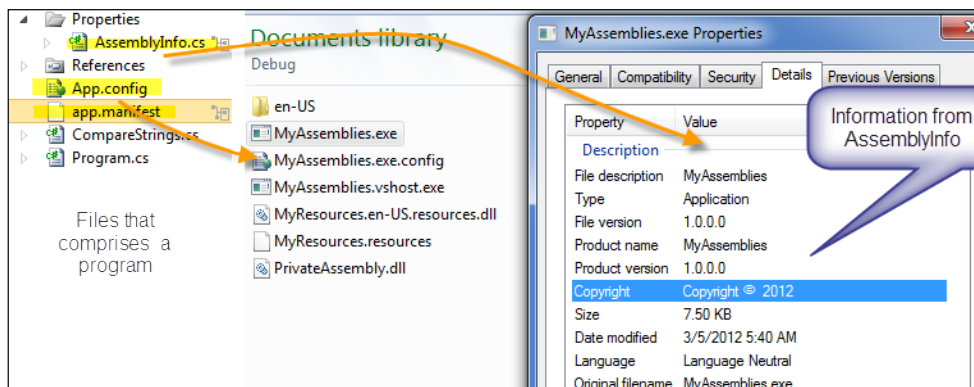 Properties
AssemblyInfo.cs
References
App.config
app.manifest
CompareStrings.cs
Program.cs
Files that
comprises a
program
Documents library
Debug
en-US
MyAssemblies.exe
MyAssemblies.exe.config
MyAssemblies.vshost.exe
MyResources.en-US.resources.dll
MyResources.resources
PrivateAssembly.dll
MyAssemblies.exe Properties
General Compatibility Security Details Previous Versions
Property Value
Description
File description MyAssemblies
Type Application
File version 1.0.0.0
Product name MyAssemblies
Product version 1.0.0.0
Copyright Copyright © 2012
Size 7.50 KB
Date modified 3/5/2012 5:40 AM
Language Language Neutral
Original filename MyAssemblies.exe
Information from
AssemblyInfo